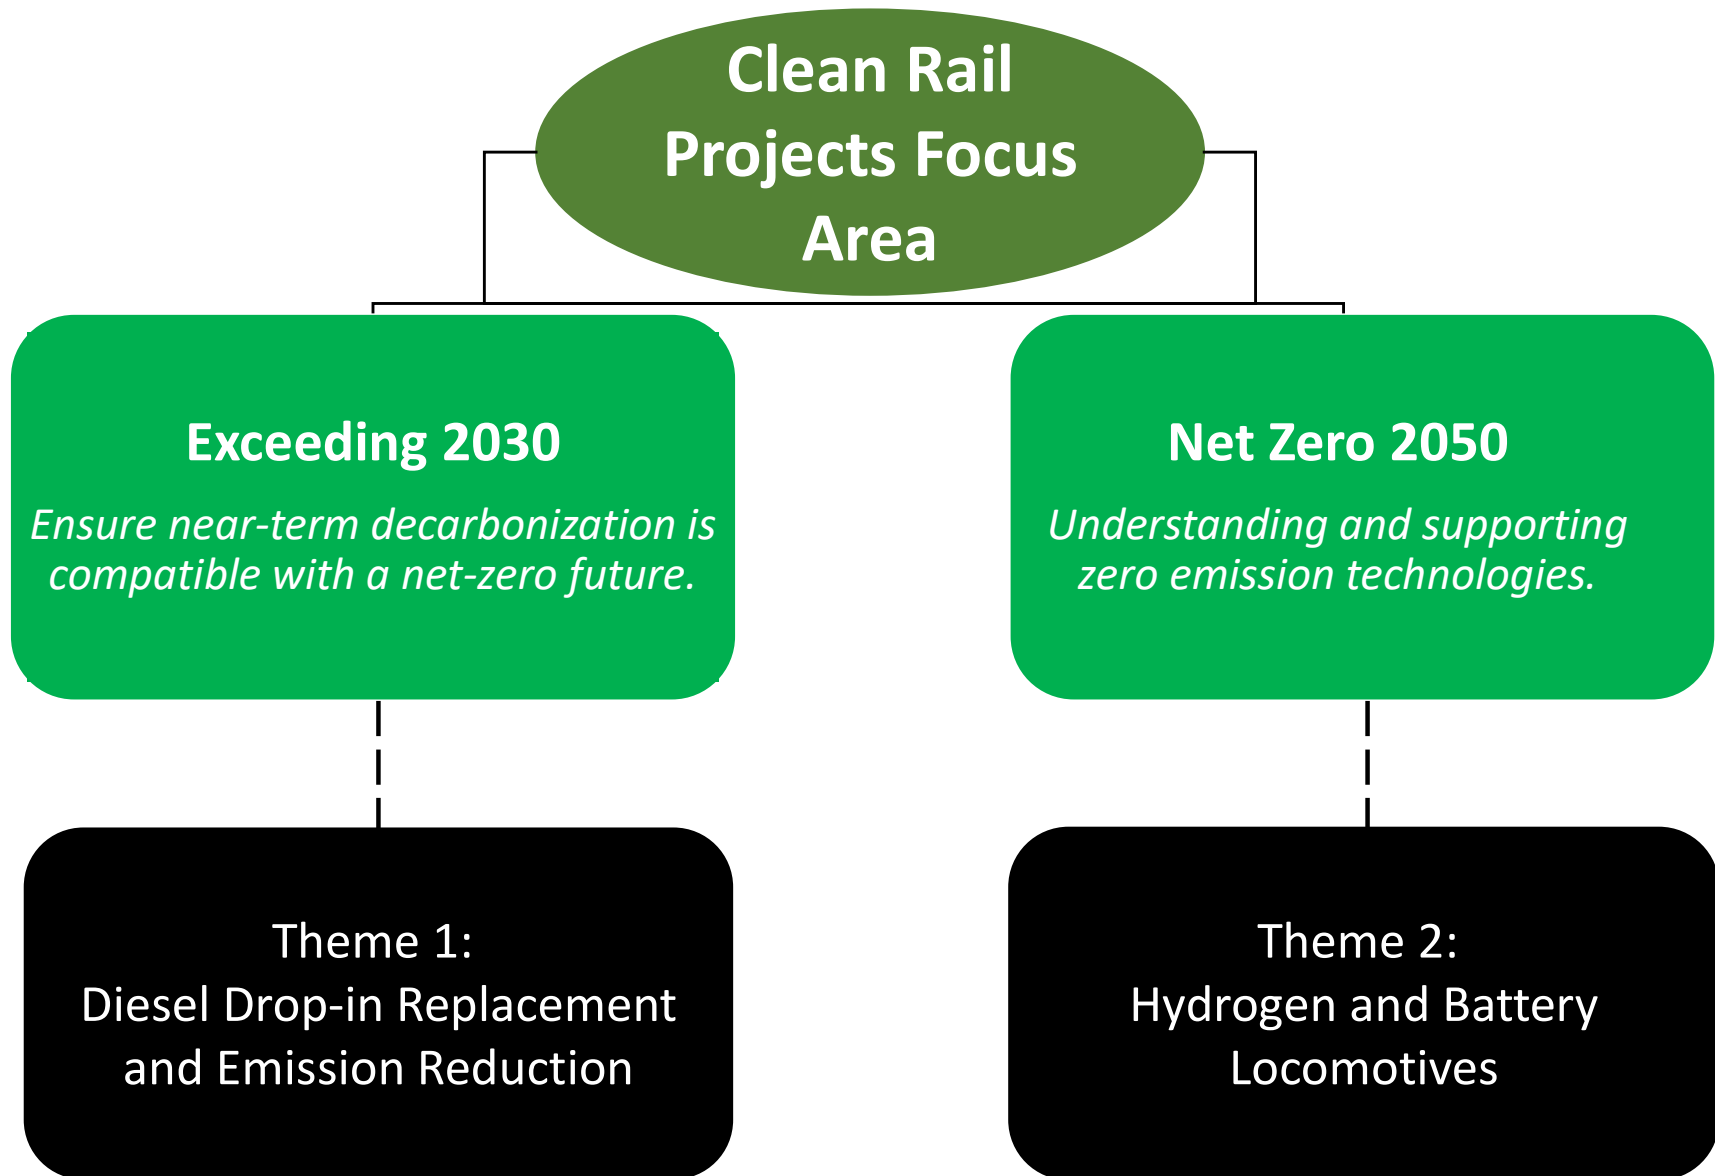 Clean Rail
Projects Focus
Area
Exceeding 2030
Ensure near-term decarbonization is
compatible with a net-zero future.
Net Zero 2050
Understanding and supporting
zero emission technologies.
Theme 1:
Diesel Drop-in Replacement
and Emission Reduction
Theme 2:
Hydrogen and Battery
Locomotives